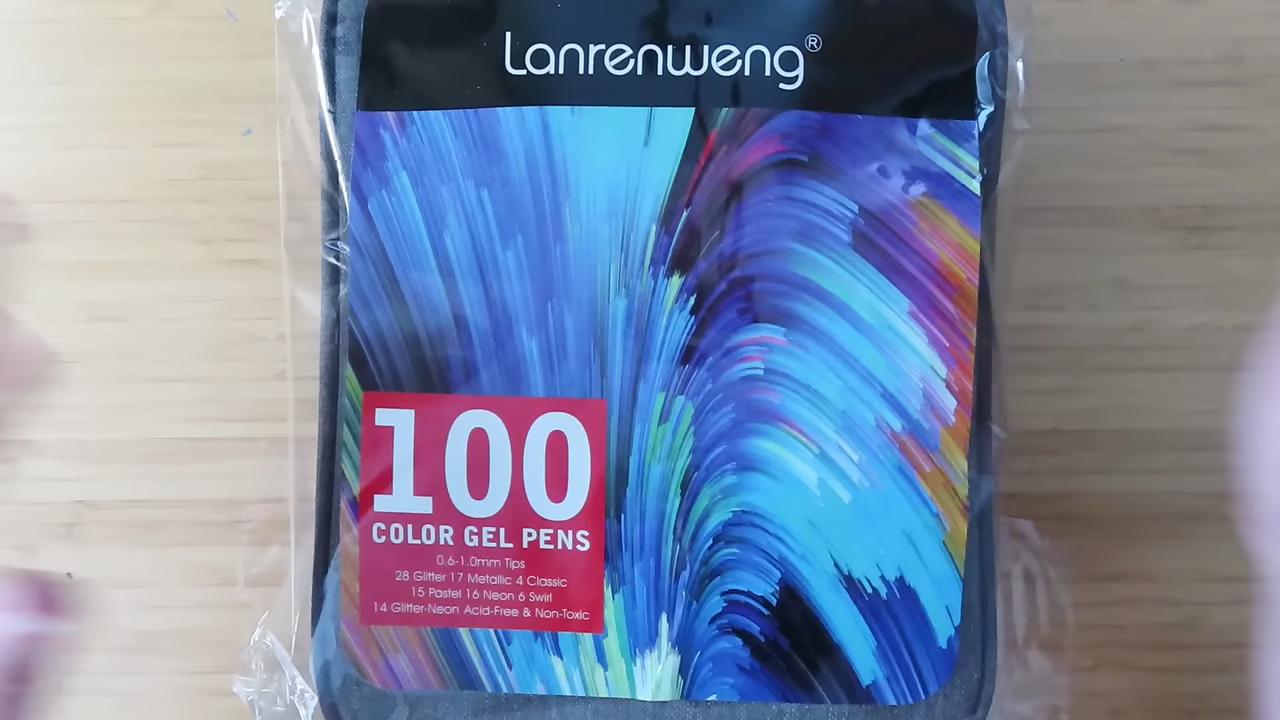 Lanrenweng®
100
COLOR GEL PENS
0.6-1.0mm Tips
28 Glitter 17 Metallic 4 Classic
15 Pastel 16 Neon 6 Swirl
14 Glitter-Neon Acid-Free & Non-Toxic